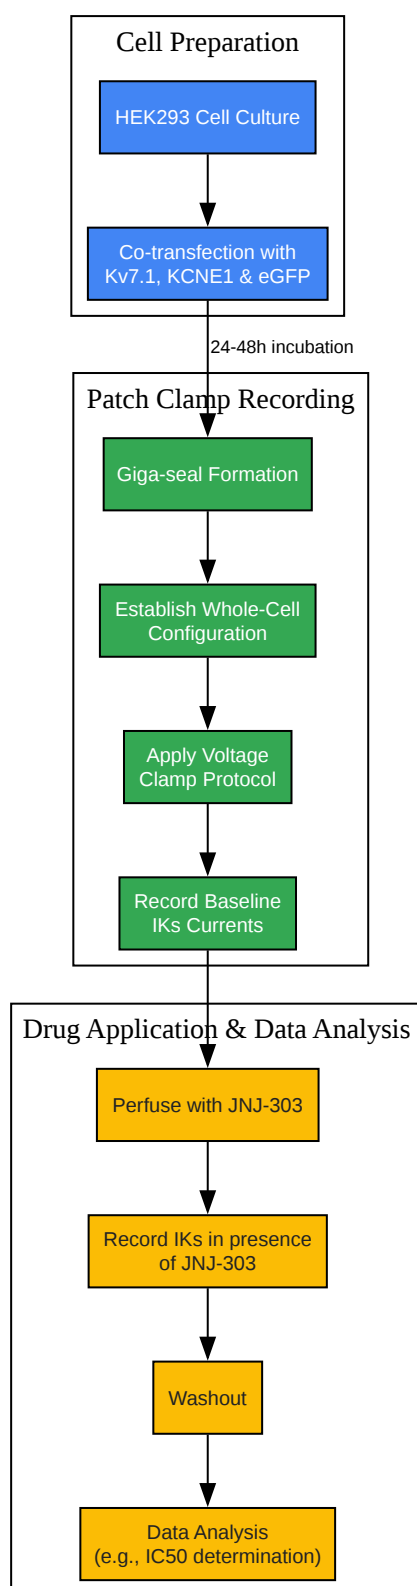 Cell Preparation
HEK293 Cell Culture
Co-transfection with
Kv7.1, KCNE1 & eGFP
24-48h incubation
Patch Clamp Recording
Giga-seal Formation
Establish Whole-Cell
Configuration
Apply Voltage
Clamp Protocol
Record Baseline
IKs Currents
Drug Application & Data Analysis
Perfuse with JNJ-303
Record IKs in presence
of JNJ-303
Washout
Data Analysis
(e.g., IC50 determination)